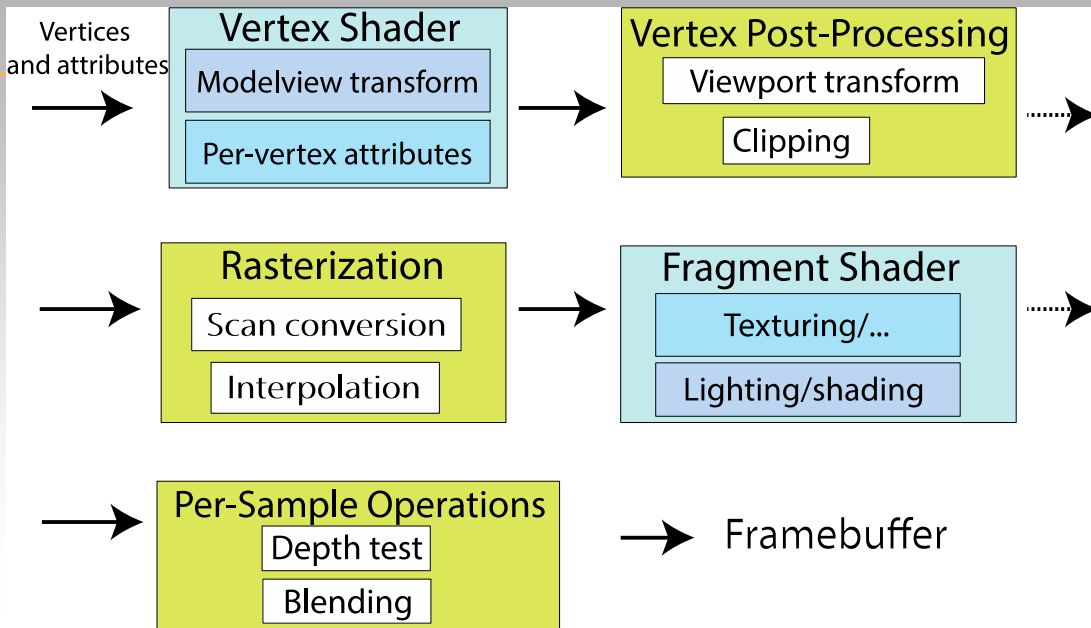 Vertices
and attributes
Vertex Shader
Modelview transform
Per-vertex attributes
Vertex Post-Processing
Viewport transform
Clipping
Rasterization
Scan conversion
Interpolation
Fragment Shader
Texturing/...
Lighting/shading
Per-Sample Operations
Depth test
Blending
Framebuffer